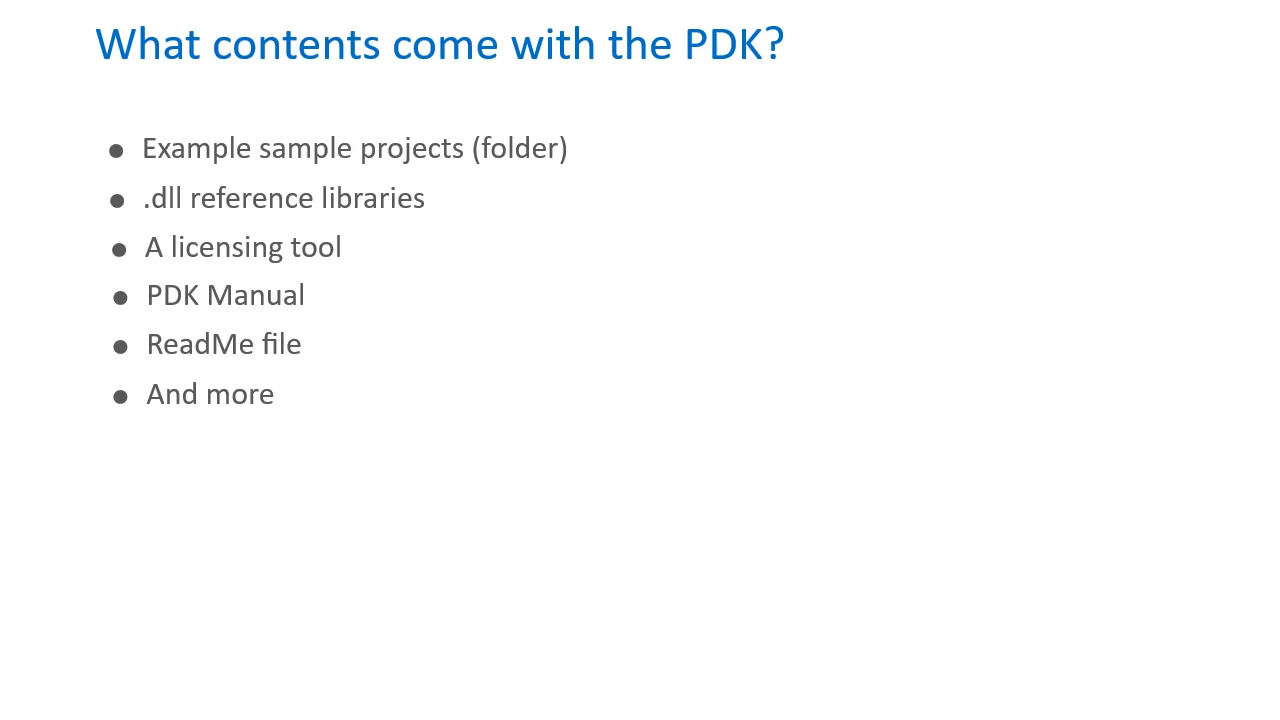 What contents come with the PDK?
● Example sample projects (folder)
● .dll reference libraries
● A licensing tool
● PDK Manual
● ReadMe file
● And more